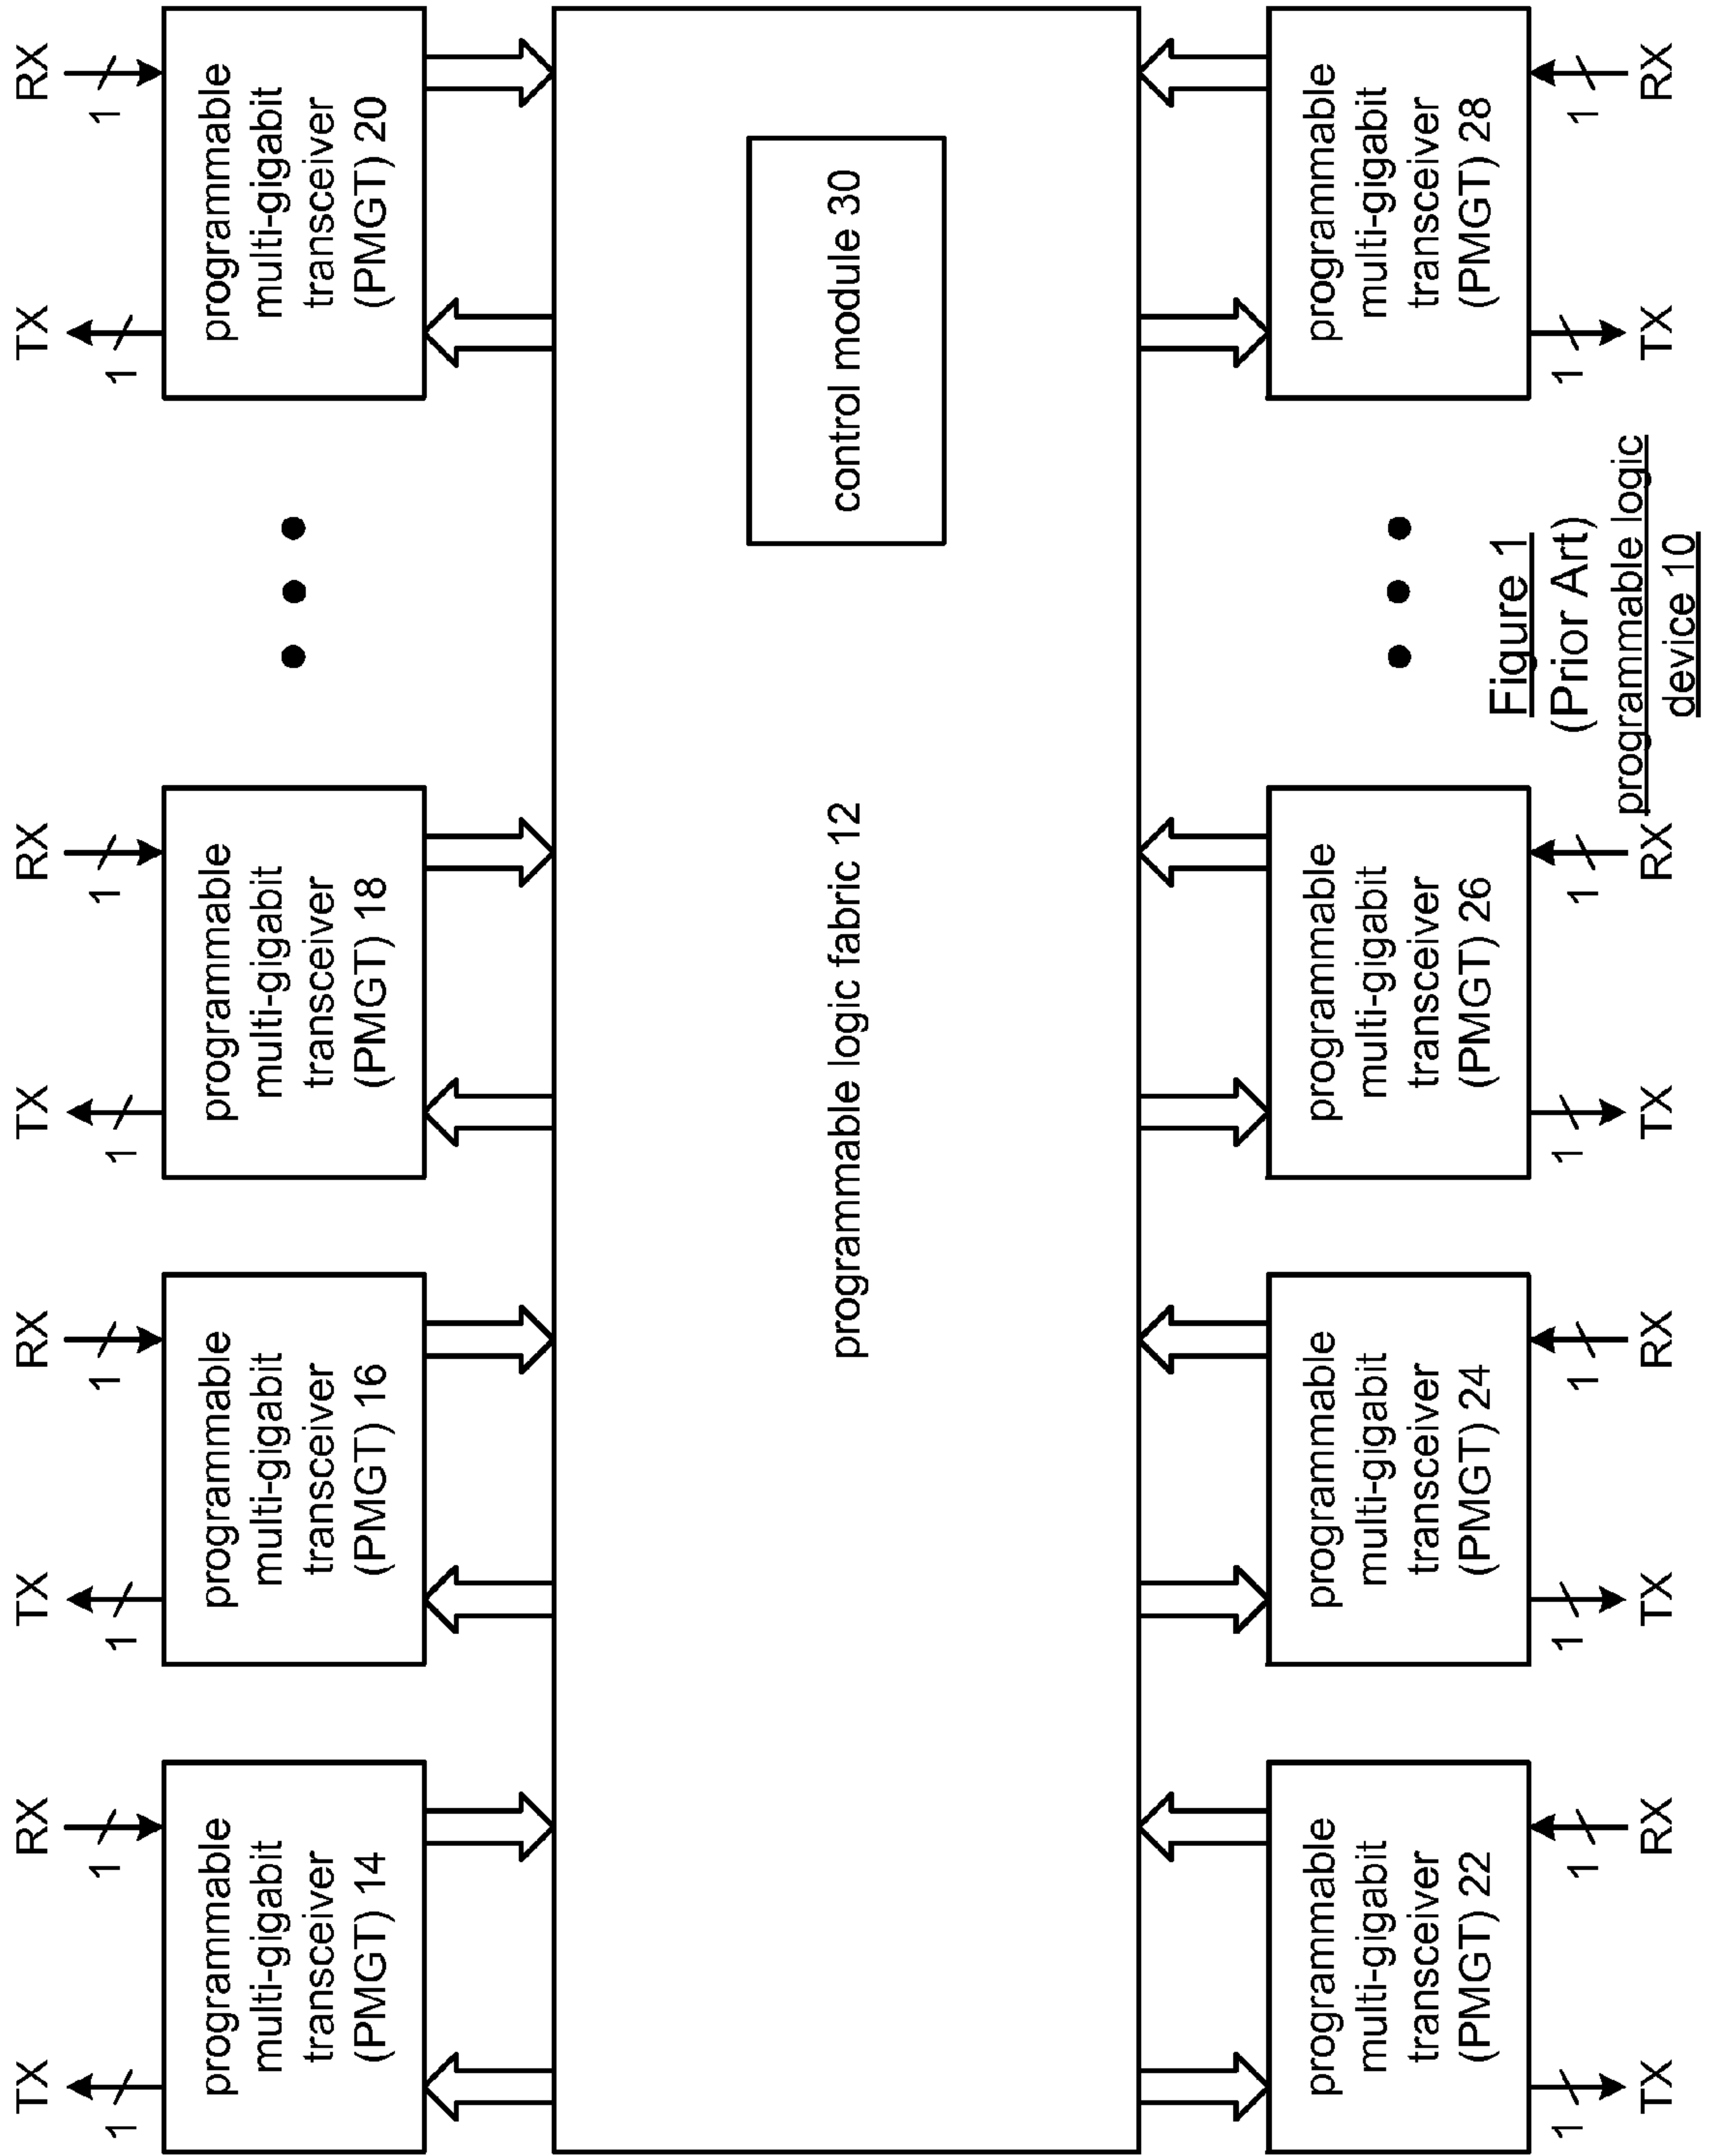 TX
RX
TX
RX
TX
RX
TX
RX
1
1
1
1
1
1
1
1
programmable
multi-gigabit
transceiver
(PMGT) 14
programmable
multi-gigabit
transceiver
(PMGT) 16
programmable
multi-gigabit
transceiver
(PMGT) 18
programmable
multi-gigabit
transceiver
(PMGT) 20
programmable logic fabric 12
control module 30
programmable
multi-gigabit
transceiver
(PMGT) 22
programmable
multi-gigabit
transceiver
(PMGT) 24
programmable
multi-gigabit
transceiver
(PMGT) 26
programmable
multi-gigabit
transceiver
(PMGT) 28
1
1
1
1
1
1
1
1
TX
RX
TX
RX
TX
RX
TX
RX
Figure 1
(Prior Art)
programmable logic
device 10